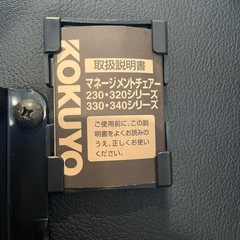 KOKUYO
取扱説明書
マネージメントチェアー
230・320シリーズ
330・340シリーズ
ご使用前に、この説
明書をよくお読みの
うえ、正しくお使い
ください。